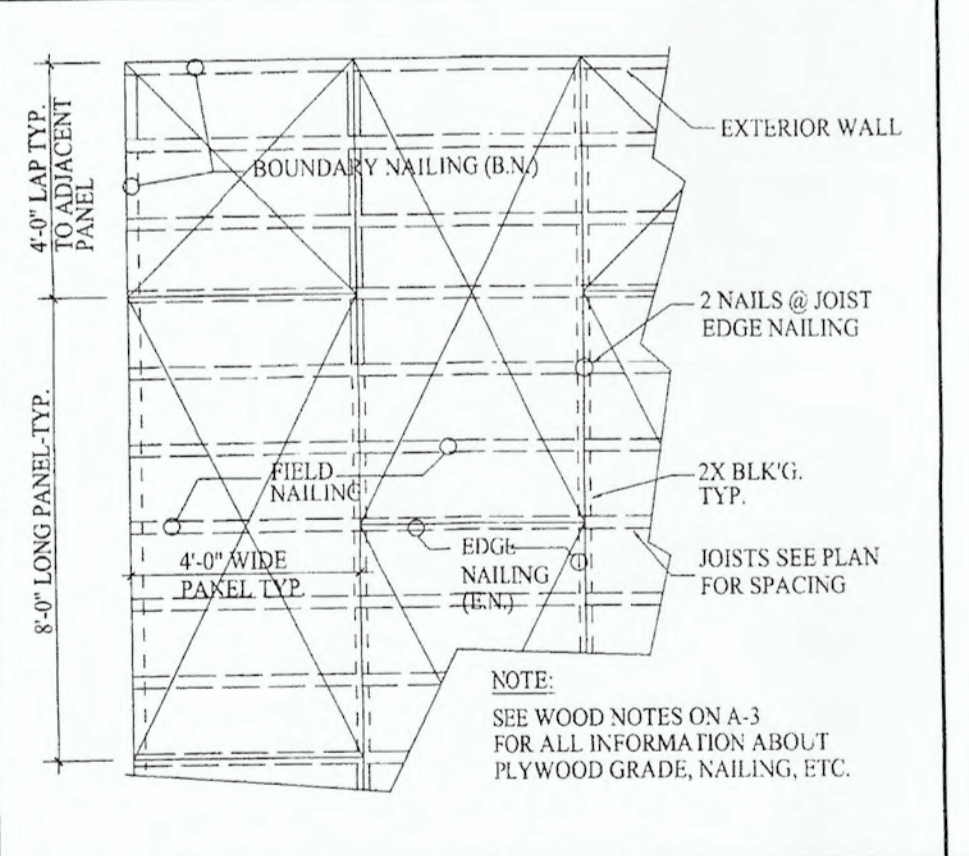 4'-0" LAP TYP.
TO ADJACENT
PANEL
EXTERIOR WALL
BOUNDARY NAILING (B.N.)
2 NAILS @ JOIST
EDGE NAILING
8'-0" LONG PANEL-TYP.
FIELD
NAILING
2X BLK'G.
TYP.
4'-0" WIDE
PANEL TYP.
EDGE
NAILING
(E.N.)
JOISTS SEE PLAN
FOR SPACING
NOTE:
SEE WOOD NOTES ON A-3
FOR ALL INFORMATION ABOUT
PLYWOOD GRADE, NAILING, ETC.